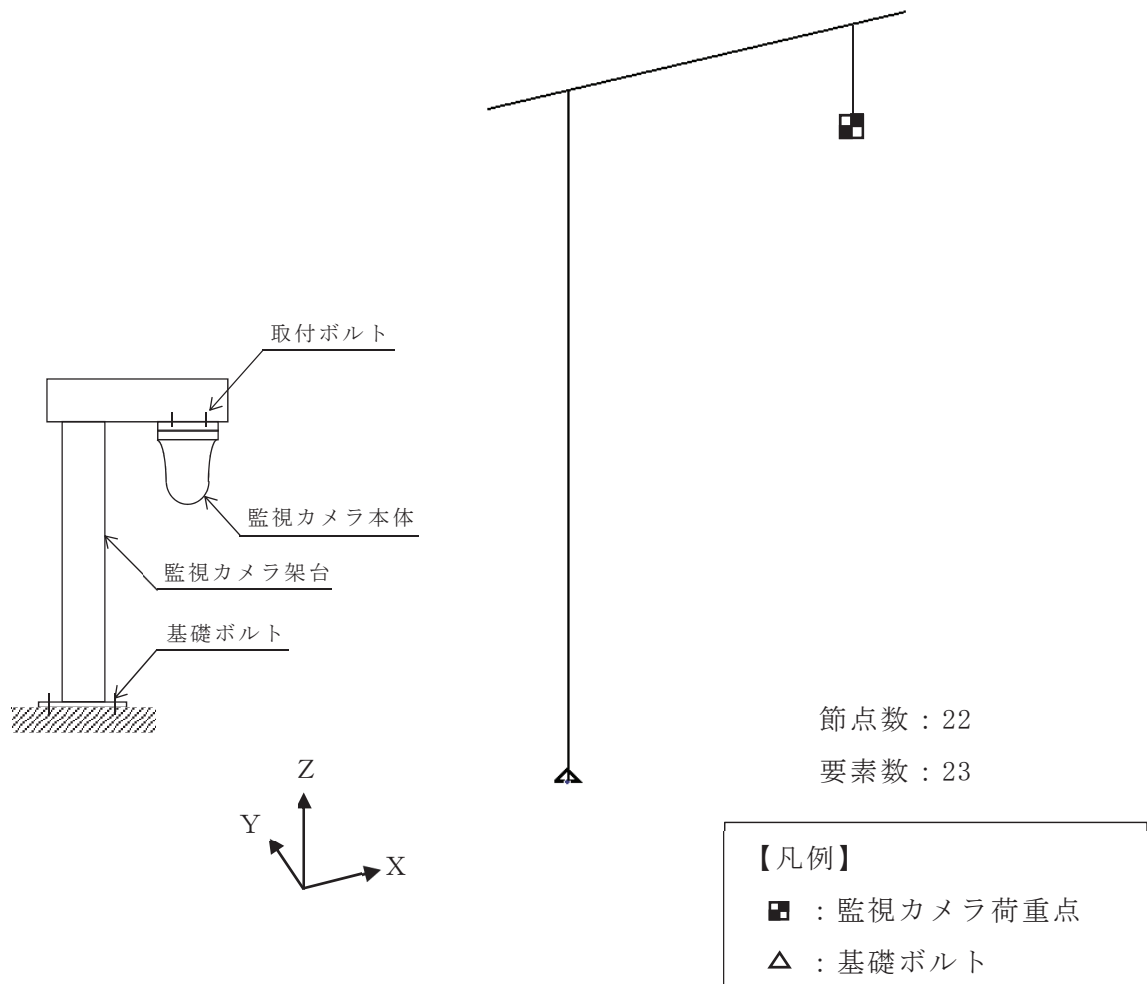 取付ボルト
監視カメラ本体
監視カメラ架台
基礎ボルト
Z
Y
X
節点数：22
要素数：23
【凡例】
：監視カメラ荷重点
：基礎ボルト